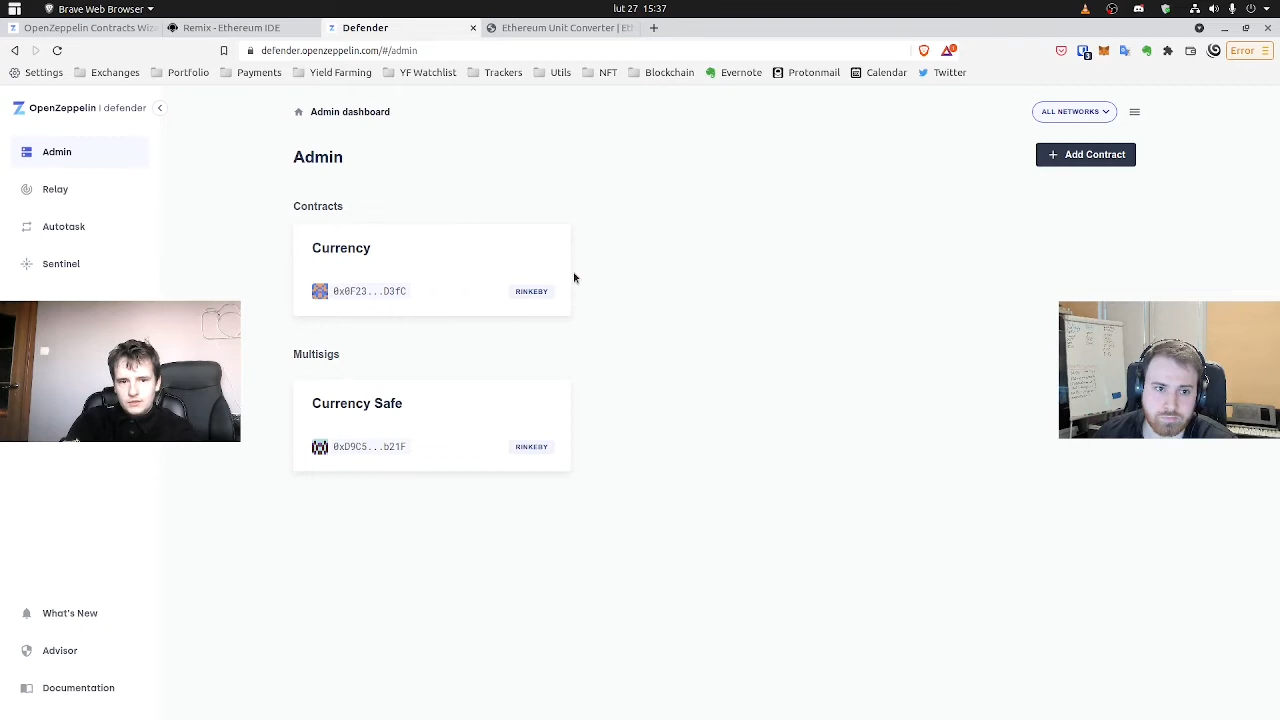 Brave Web Browser
lut 27 15:37
OpenZeppelin Contracts Wiz
Remix - Ethereum IDE
Defender
Ethereum Unit Converter | Et
defender.openzeppelin.com/#/admin
1
3
Error
Settings
Exchanges
Portfolio
Payments
Yield Farming
YF Watchlist
Trackers
Utils
NFT
Blockchain
Evernote
Protonmail
Calendar
Twitter
OpenZeppelin | defender
Admin dashboard
ALL NETWORKS
Admin
Relay
Autotask
Sentinel
Admin
Add Contract
Contracts
Currency
0x0F23...D3fC
RINKEBY
Multisigs
Currency Safe
0xD9C5...b21F
RINKEBY
What's New
Advisor
Documentation